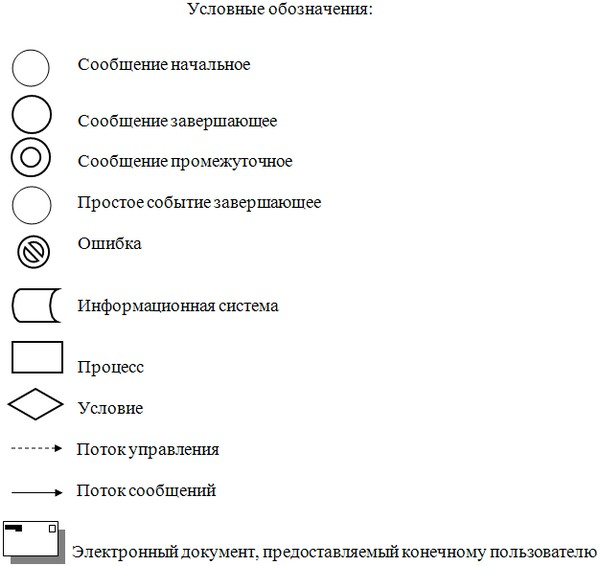 Условные обозначения:
Сообщение начальное
Сообщение завершающее
Сообщение промежуточное
Простое событие завершающее
Ошибка
Информационная система
Процесс
Условие
Поток управления
Поток сообщений
Электронный документ, предоставляемый конечному пользователю